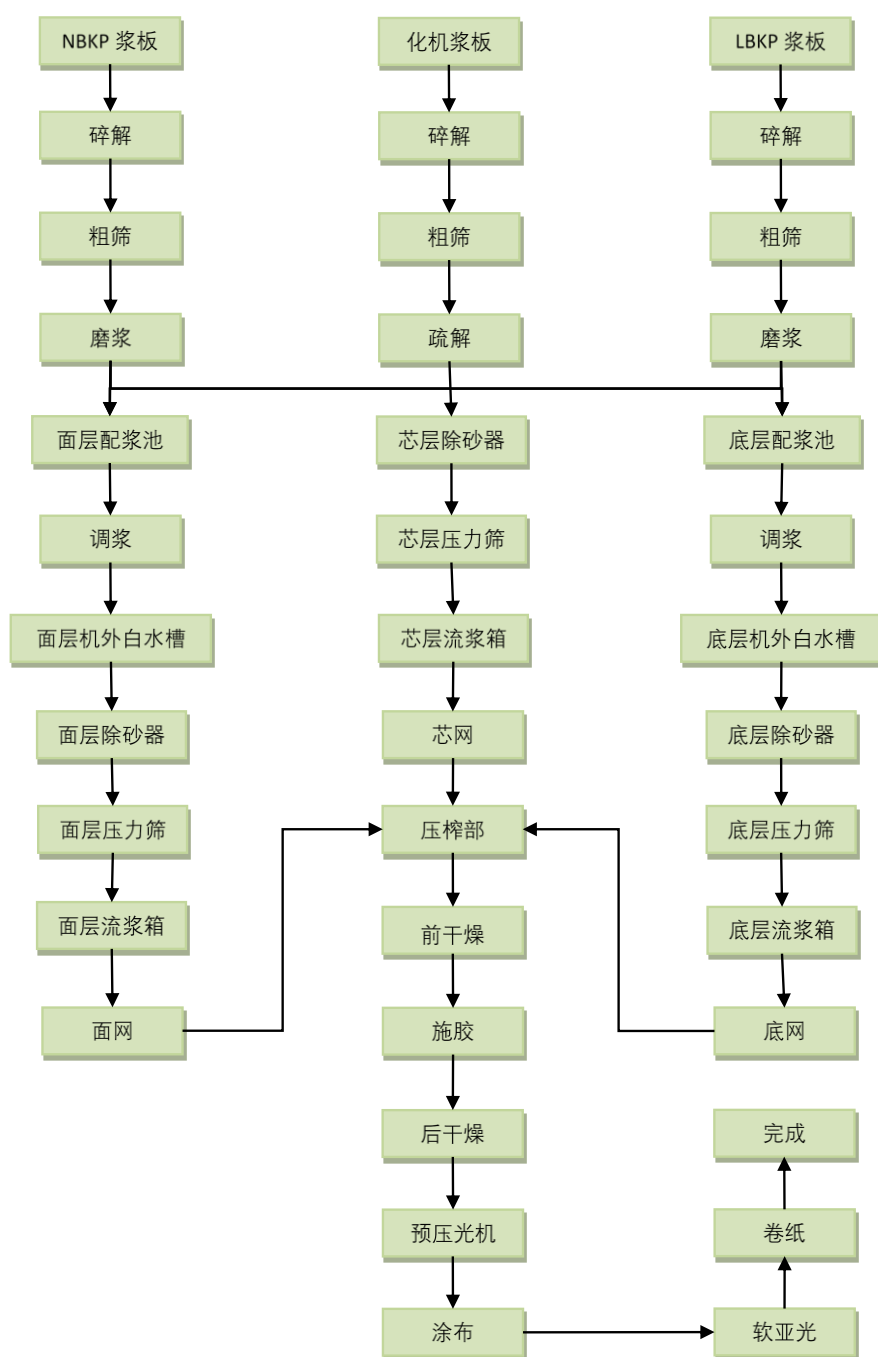 NBKP 浆板
化机浆板
LBKP 浆板
碎解
碎解
碎解
粗筛
粗筛
粗筛
磨浆
疏解
磨浆
面层配浆池
芯层除砂器
底层配浆池
调浆
芯层压力筛
调浆
面层机外白水槽
芯层流浆箱
底层机外白水槽
面层除砂器
芯网
底层除砂器
面层压力筛
压榨部
底层压力筛
面层流浆箱
前干燥
底层流浆箱
面网
施胶
底网
后干燥
完成
预压光机
卷纸
涂布
软亚光